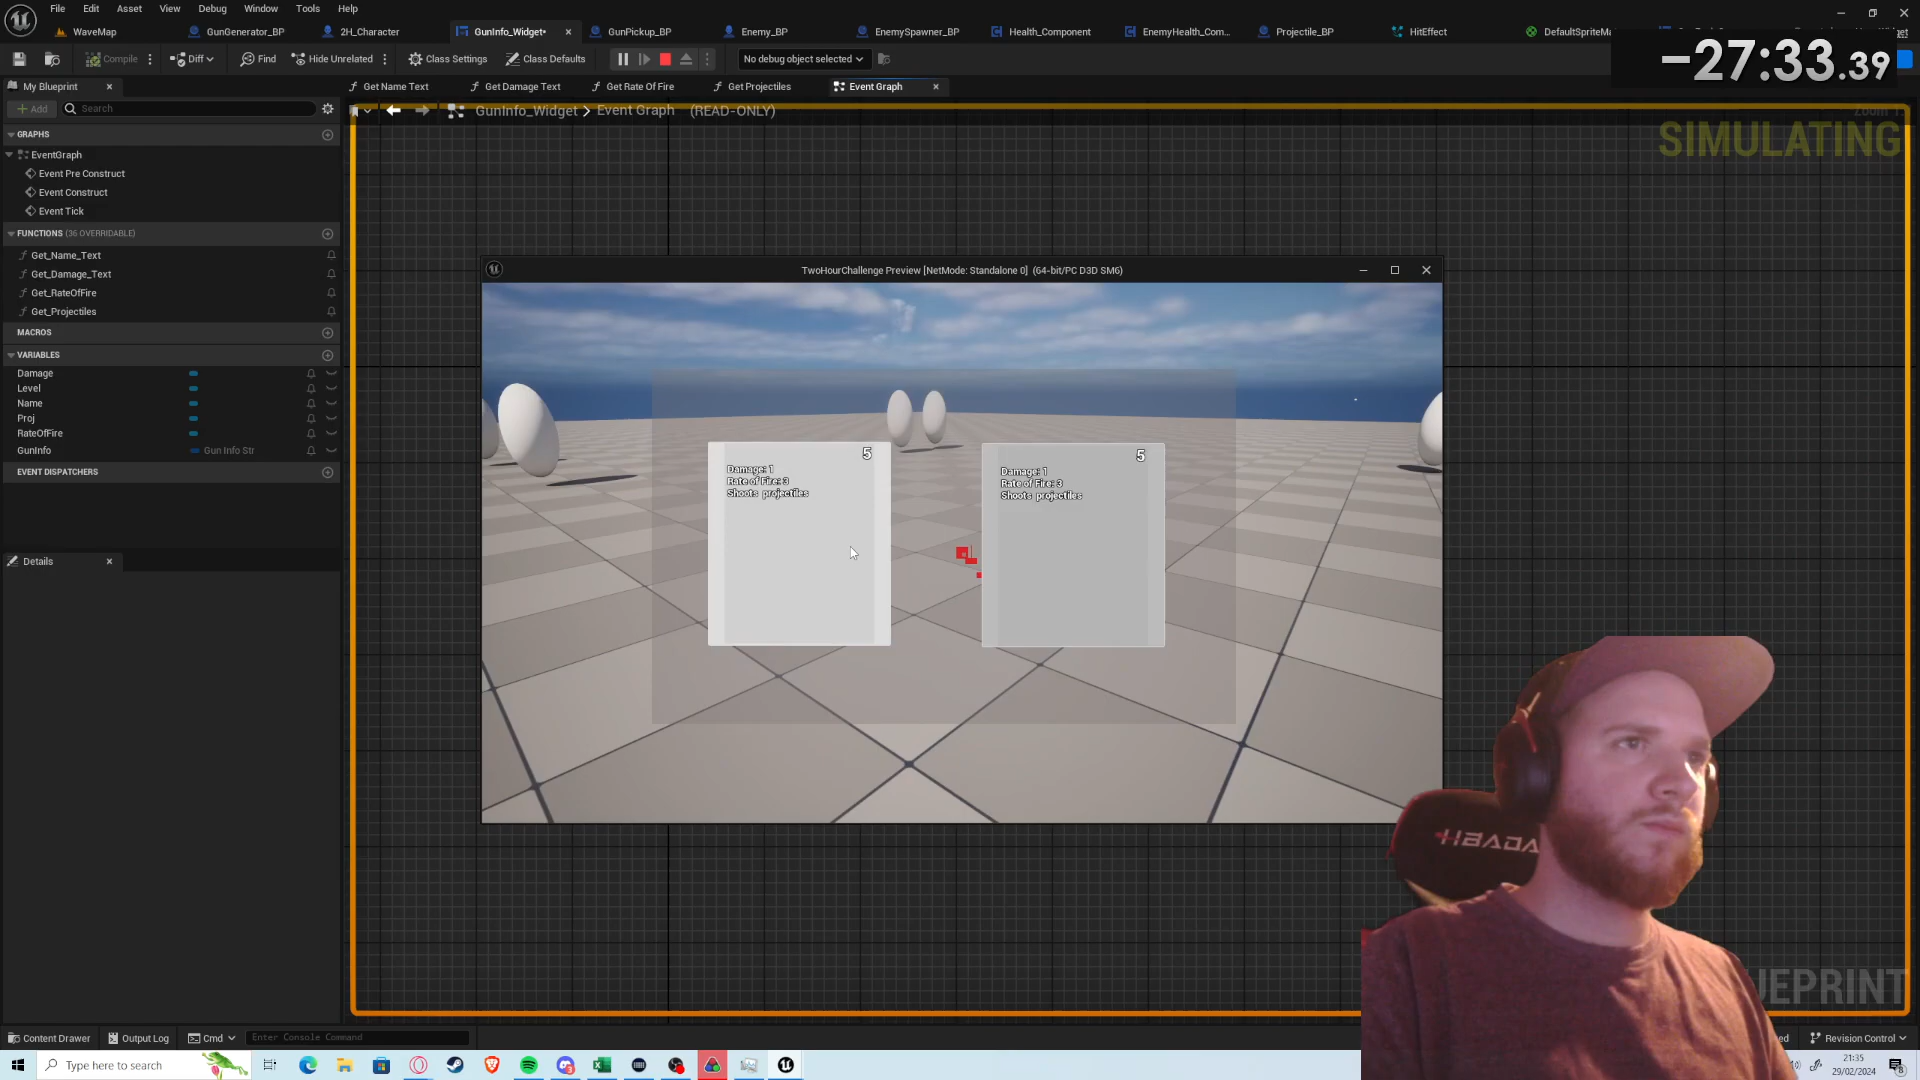 File Edit Asset View Debug Window Tools Help
WaveMap GunGenerator_BP 2H_Character GunInfo_Widget* GunPickup_BP Enemy_BP EnemySpawner_BP Health_Component EnemyHealth_Com... Projectile_BP HitEffect DefaultSpriteMa
−27:33.39
Compile Diff Find Hide Unrelated Class Settings Class Defaults No debug object selected
My Blueprint Get Name Text Get Damage Text Get Rate Of Fire Get Projectiles Event Graph
Add Search
GunInfo_Widget > Event Graph (READ-ONLY)
SIMULATING
GRAPHS
EventGraph
Event Pre Construct
Event Construct
Event Tick
FUNCTIONS (36 OVERRIDABLE)
Get_Name_Text
Get_Damage_Text
Get_RateOfFire
Get_Projectiles
MACROS
VARIABLES
Damage
Level
Name
Proj
RateOfFire
GunInfo Gun Info Str
EVENT DISPATCHERS
Details
TwoHourChallenge Preview [NetMode: Standalone 0] (64-bit/PC D3D SM6)
5
Damage: 1
Rate of Fire: 3
Shoots projectiles
5
Damage: 1
Rate of Fire: 3
Shoots projectiles
HIBADA
UEPRINT
Content Drawer Output Log Cmd Enter Console Command Revision Control
Type here to search
21:35
29/02/2024